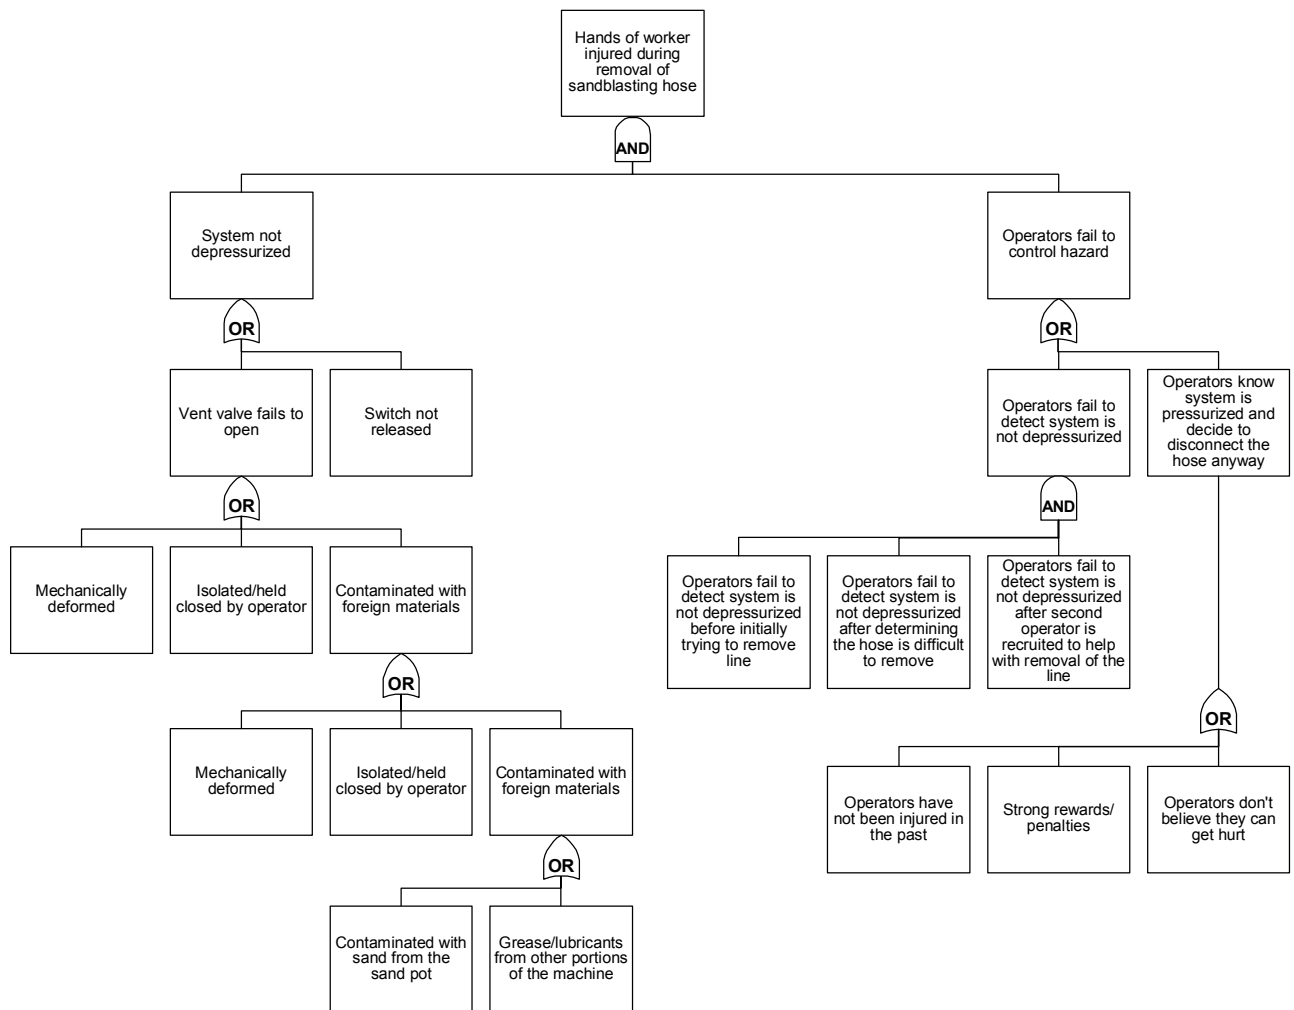 Hands of worker
injured during
removal of
sandblasting hose
AND
System not
depressurized
Operators fail to
control hazard
OR
OR
Vent valve fails to
open
Switch not
released
Operators fail to
detect system is
not depressurized
Operators know
system is
pressurized and
decide to
disconnect the
hose anyway
OR
AND
Mechanically
deformed
Isolated/held
closed by operator
Contaminated with
foreign materials
Operators fail to
detect system is
not depressurized
before initially
trying to remove
line
Operators fail to
detect system is
not depressurized
after determining
the hose is difficult
to remove
Operators fail to
detect system is
not depressurized
after second
operator is
recruited to help
with removal of the
line
OR
OR
Mechanically
deformed
Isolated/held
closed by operator
Contaminated with
foreign materials
Operators have
not been injured in
the past
Strong rewards/
penalties
Operators don't
believe they can
get hurt
OR
Contaminated with
sand from the
sand pot
Grease/lubricants
from other portions
of the machine